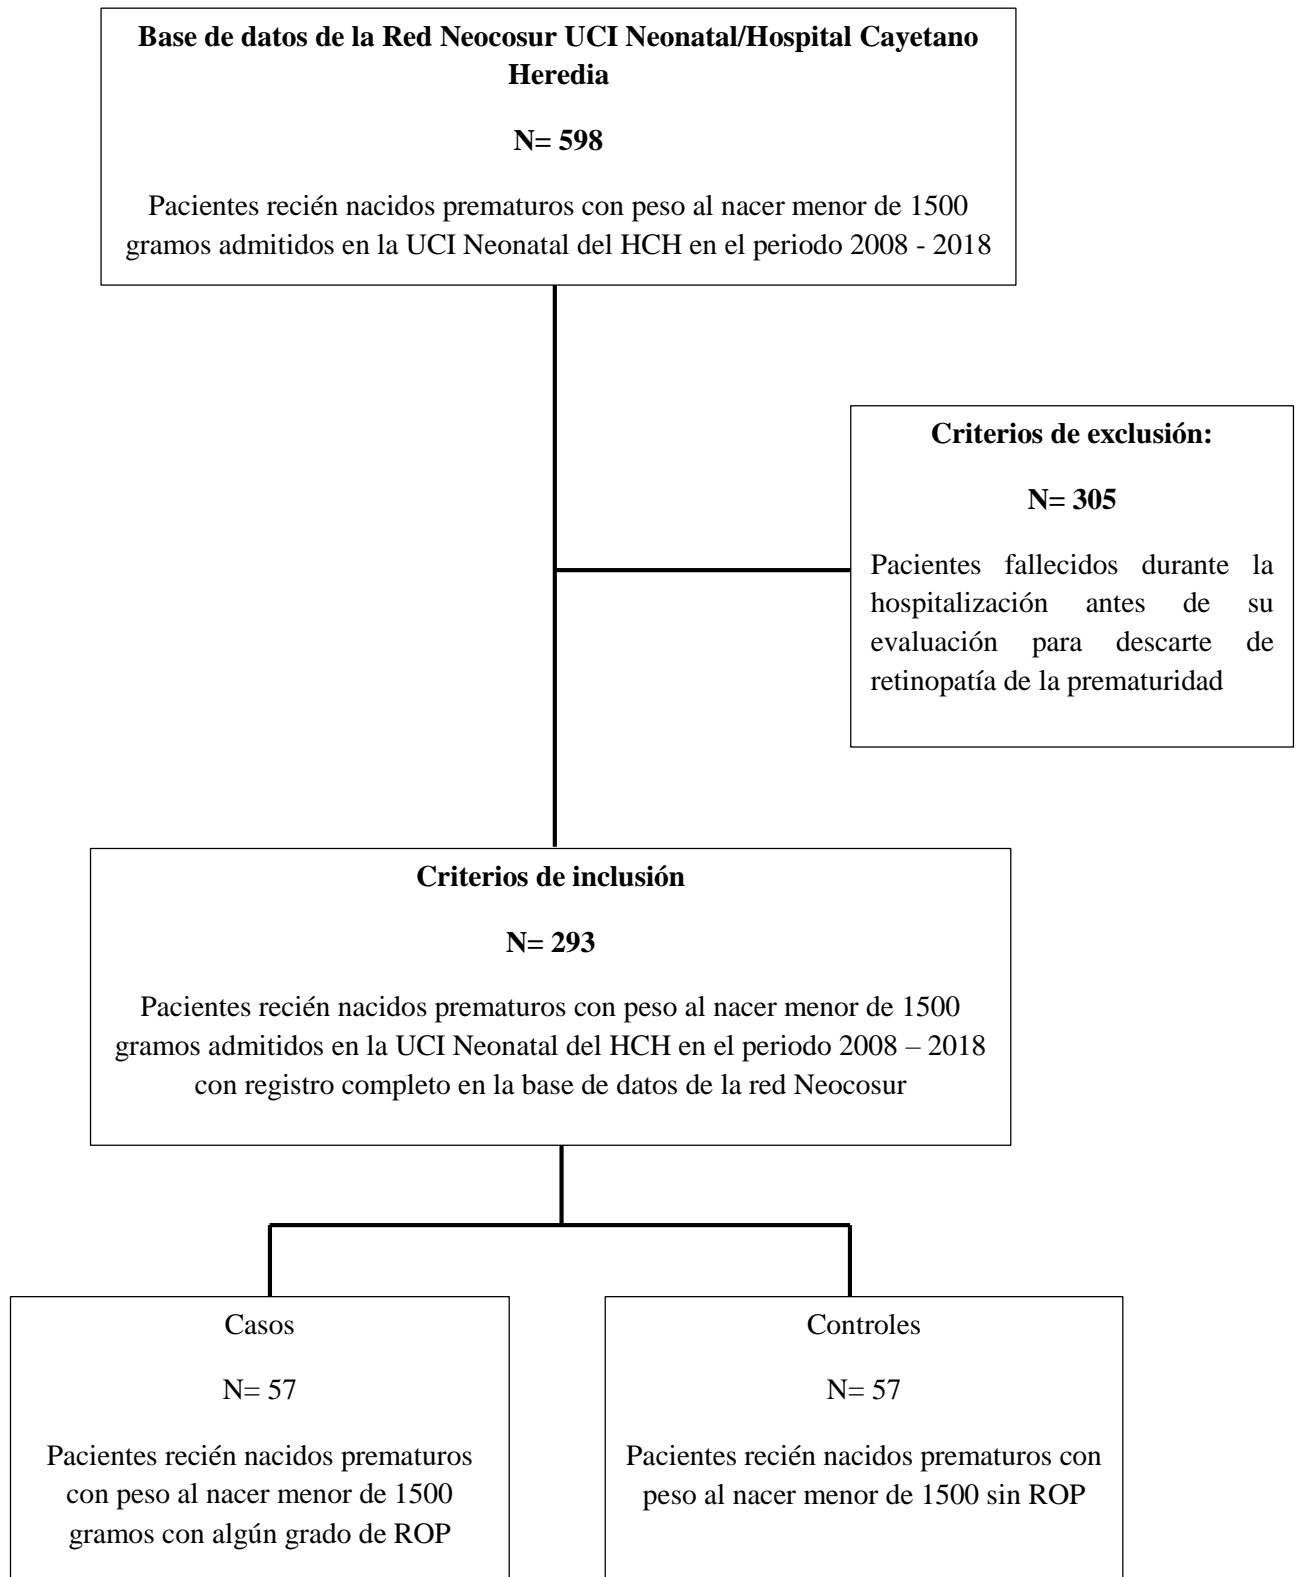 Base de datos de la Red Neocosur UCI Neonatal/Hospital Cayetano
Heredia
N= 598
Pacientes recién nacidos prematuros con peso al nacer menor de 1500
gramos admitidos en la UCI Neonatal del HCH en el periodo 2008 - 2018
Criterios de exclusión:
N= 305
Pacientes fallecidos durante la
hospitalización antes de su
evaluación para descarte de
retinopatía de la prematuridad
Criterios de inclusión
N= 293
Pacientes recién nacidos prematuros con peso al nacer menor de 1500
gramos admitidos en la UCI Neonatal del HCH en el periodo 2008 – 2018
con registro completo en la base de datos de la red Neocosur
Casos
N= 57
Pacientes recién nacidos prematuros
con peso al nacer menor de 1500
gramos con algún grado de ROP
Controles
N= 57
Pacientes recién nacidos prematuros con
peso al nacer menor de 1500 sin ROP